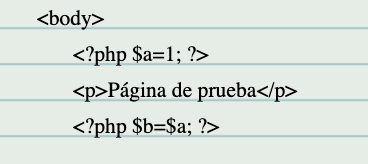 <body>
<?php $a=1; ?>
<p>Página de prueba</p>
<?php $b=$a; ?>